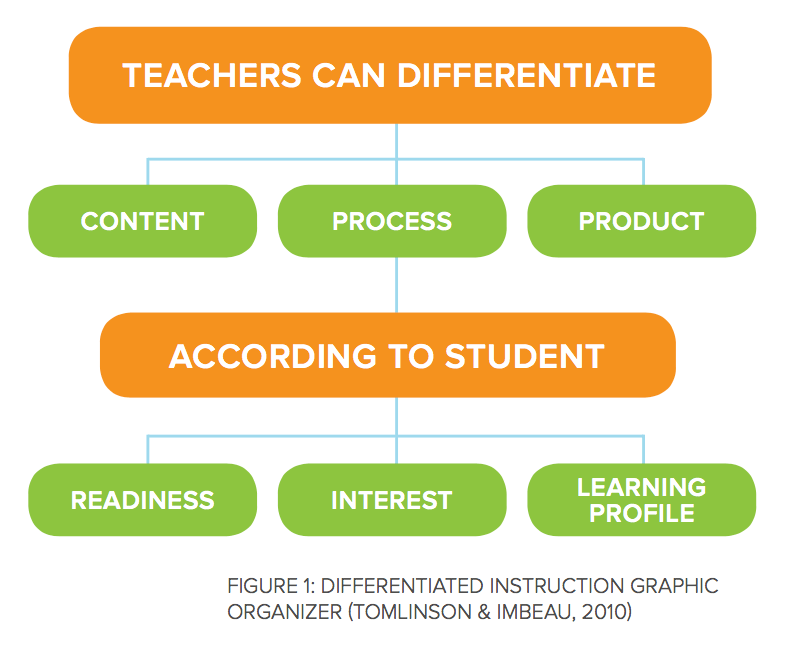 TEACHERS CAN DIFFERENTIATE
CONTENT
PROCESS
PRODUCT
ACCORDING TO STUDENT
READINESS
INTEREST
LEARNING
PROFILE
FIGURE 1: DIFFERENTIATED INSTRUCTION GRAPHIC
ORGANIZER (TOMLINSON & IMBEAU, 2010)